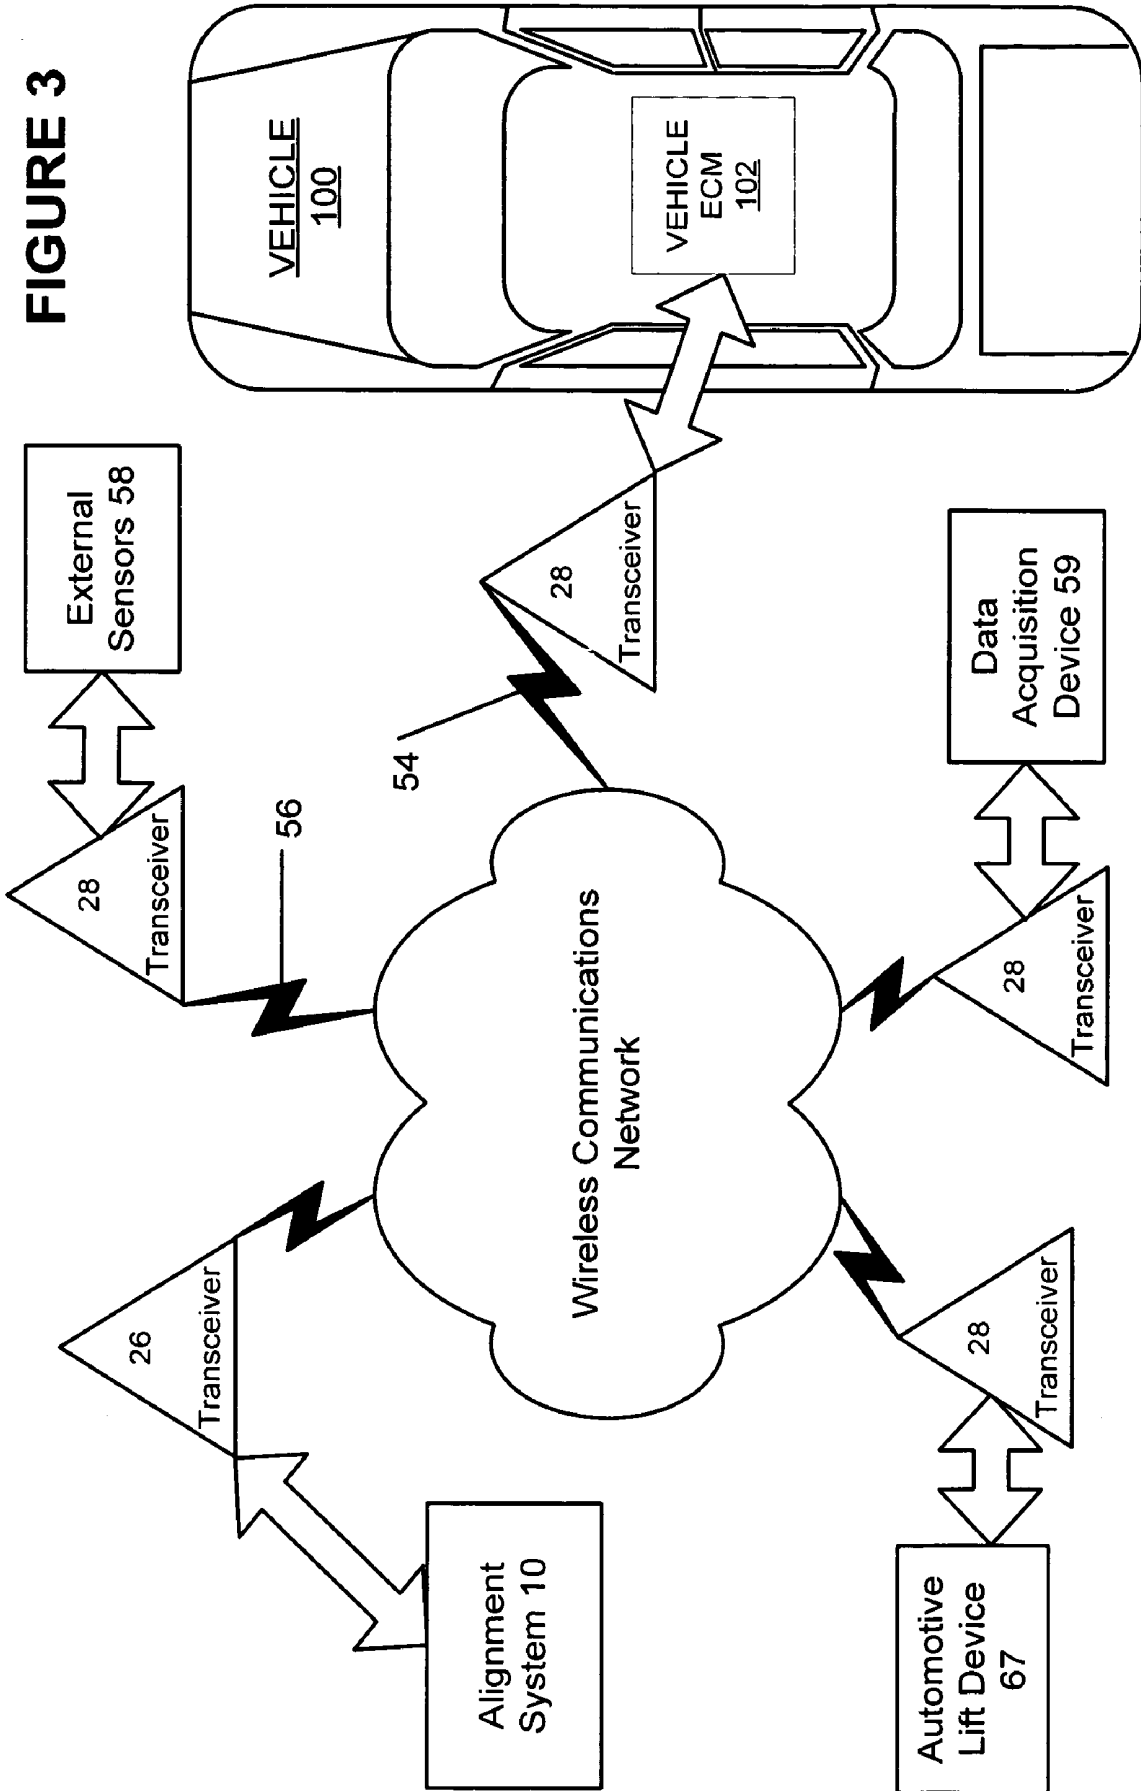 FIGURE 3
External
Sensors 58
28
Transceiver
56
26
Transceiver
Alignment
System 10
VEHICLE
100
VEHICLE
ECM
102
54
28
Transceiver
Wireless Communications
Network
Automotive
Lift Device
67
28
Transceiver
28
Transceiver
Data
Acquisition
Device 59